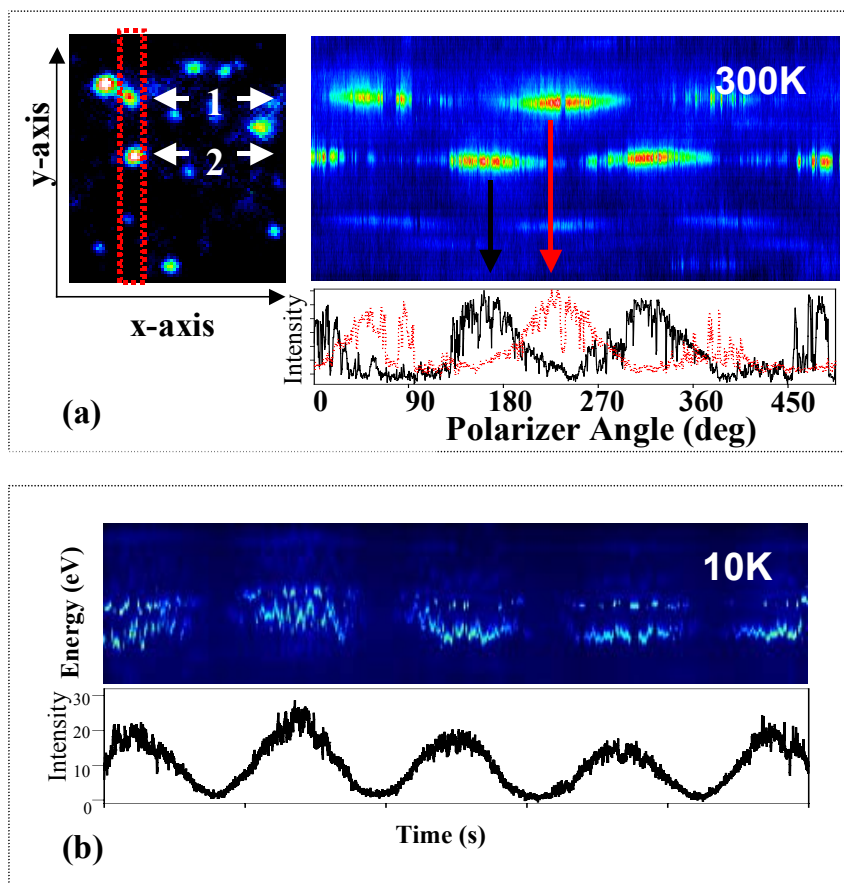 y-axis
1
2
x-axis
300K
Intensity
0 90 180 270 360 450
Polarizer Angle (deg)
(a)
Energy (eV)
10K
Intensity
30
20
10
0
Time (s)
(b)